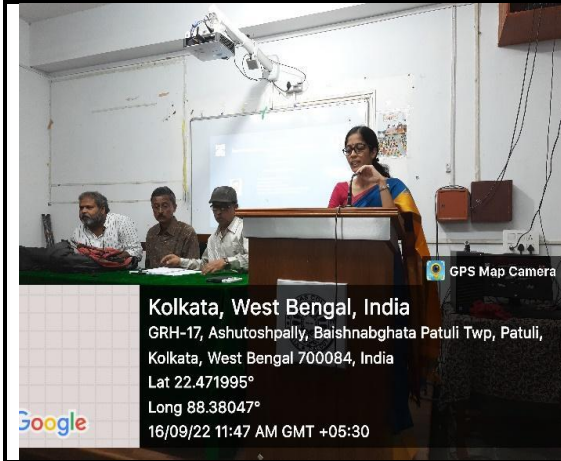 GPS Map Camera
Kolkata, West Bengal, India
GRH-17, Ashutoshpally, Baishnabghata Patuli Twp, Patuli,
Kolkata, West Bengal 700084, India
Lat 22.471995°
Long 88.38047°
16/09/22 11:47 AM GMT +05:30
Google